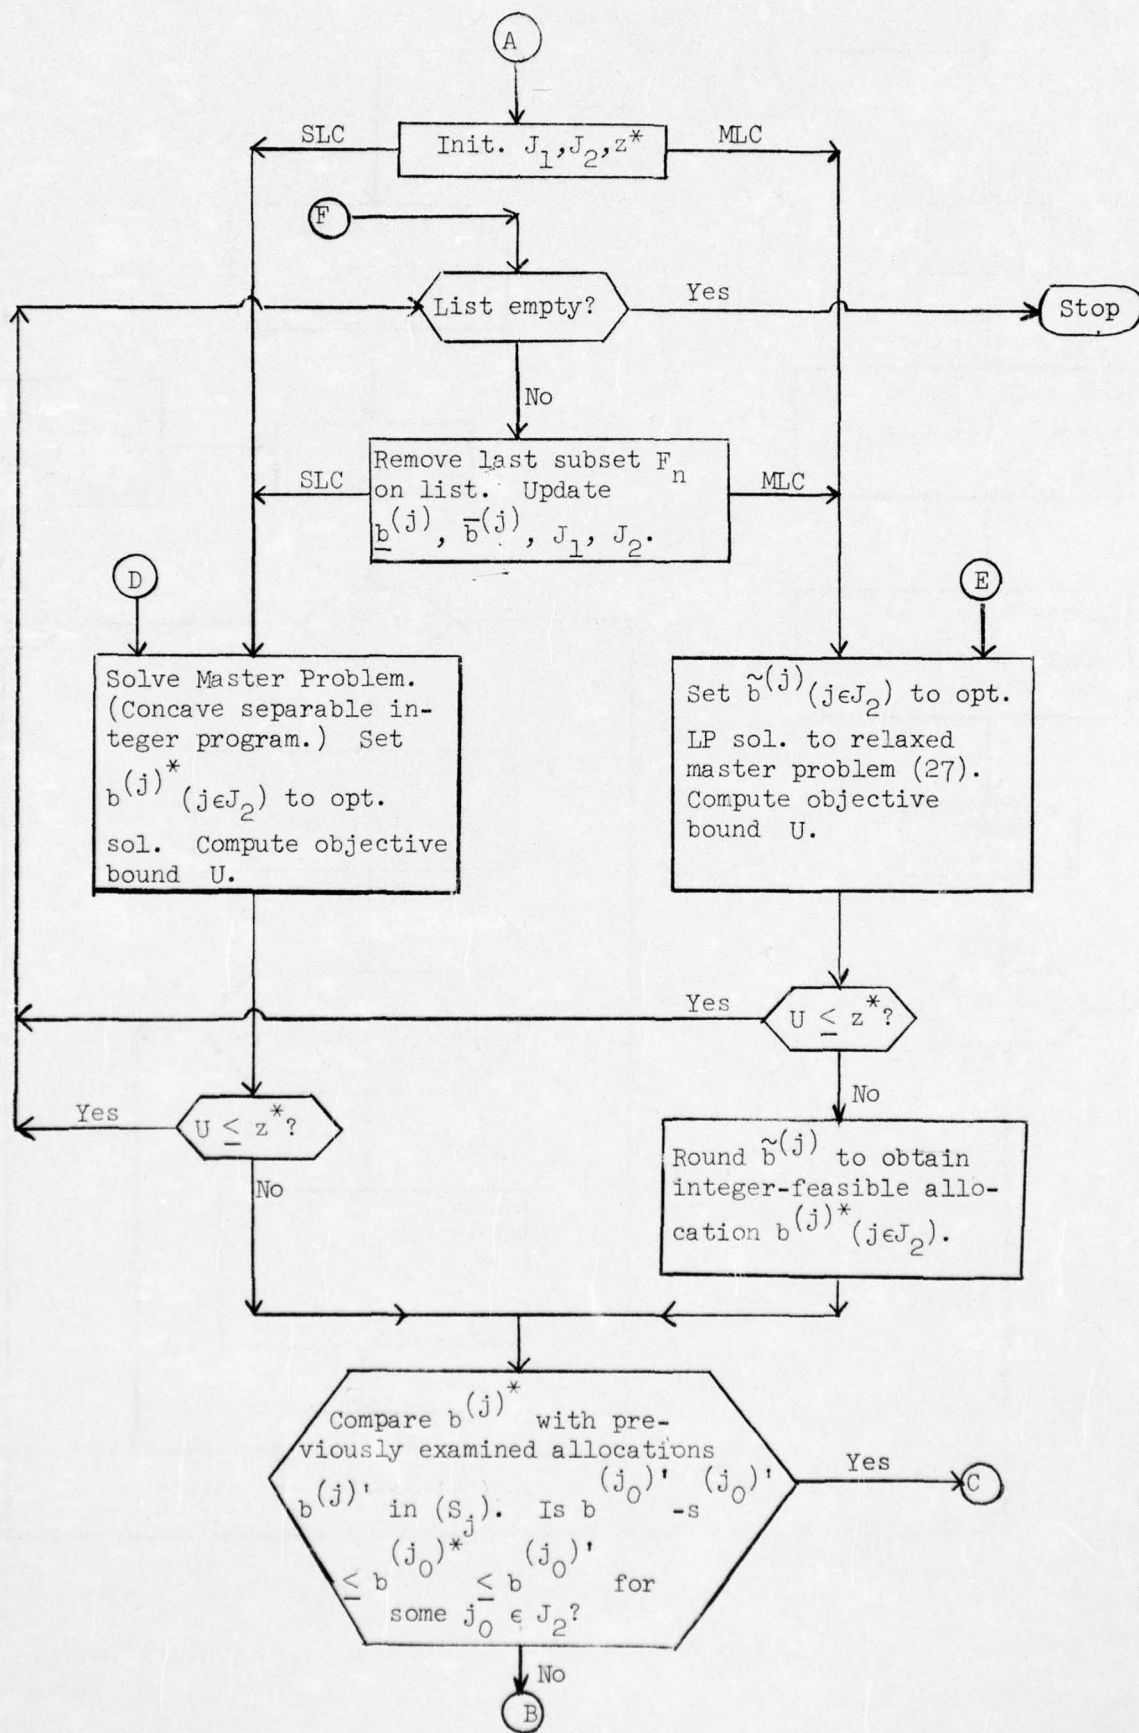 A
SLC
Init. J₁,J₂,z*
MLC
F
List empty?
Yes
Stop
No
Remove last subset Fₙ
on list. Update
b̲⁽ʲ⁾, b̅⁽ʲ⁾, J₁, J₂.
SLC
MLC
D
E
Solve Master Problem.
(Concave separable in-
teger program.) Set
b⁽ʲ⁾* (jϵJ₂) to opt.
sol. Compute objective
bound U.
Set b̃⁽ʲ⁾(jϵJ₂) to opt.
LP sol. to relaxed
master problem (27).
Compute objective
bound U.
Yes
U ≤ z*?
No
Yes
U ≤ z*?
No
Round b̃⁽ʲ⁾ to obtain
integer-feasible allo-
cation b⁽ʲ⁾*(jϵJ₂).
Compare b⁽ʲ⁾* with pre-
viously examined allocations
b⁽ʲ⁾' in (Sⱼ). Is b^(j₀)' -s^(j₀)'
≤ b^(j₀)* ≤ b^(j₀)' for
some j₀ ϵ J₂?
Yes
C
No
B